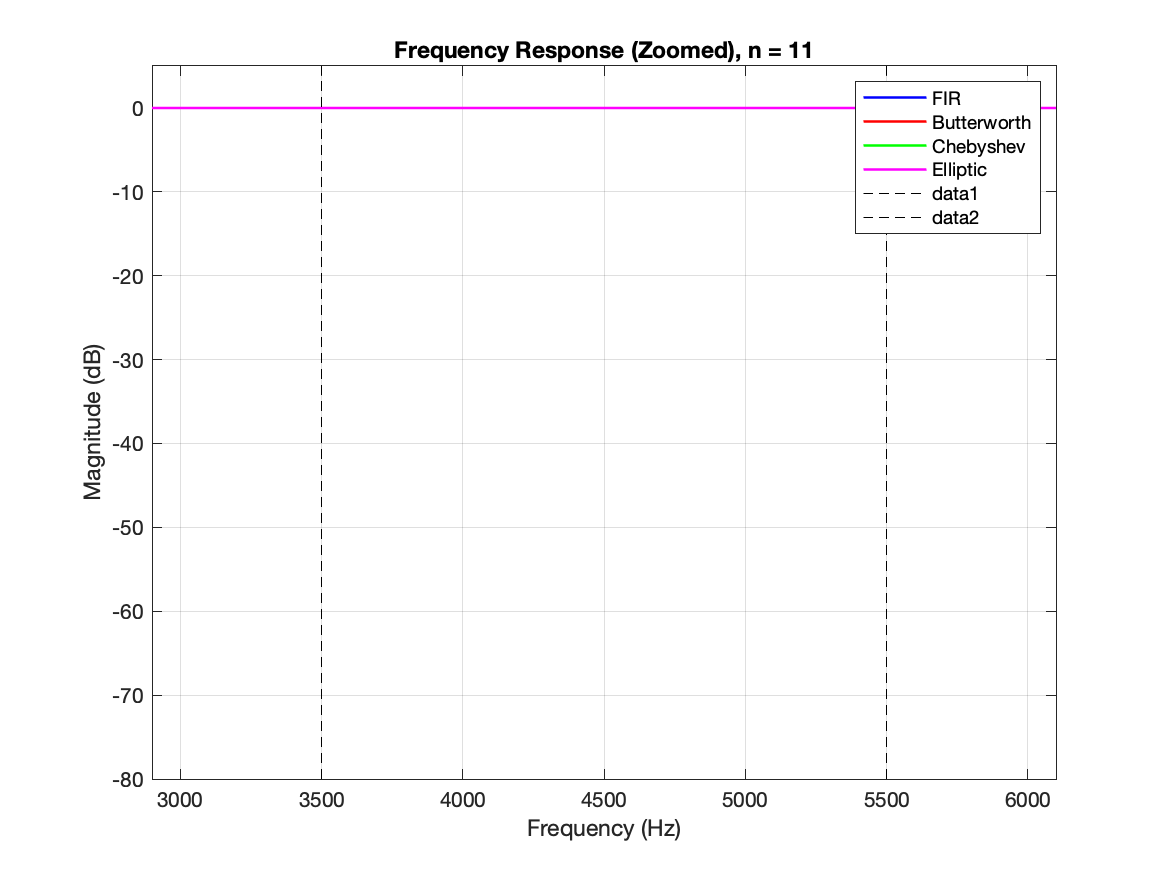 Frequency Response (Zoomed), n = 11
FIR
Butterworth
Chebyshev
Elliptic
data1
data2
0
-10
-20
-30
-40
-50
-60
-70
-80
Magnitude (dB)
3000 3500 4000 4500 5000 5500 6000
Frequency (Hz)